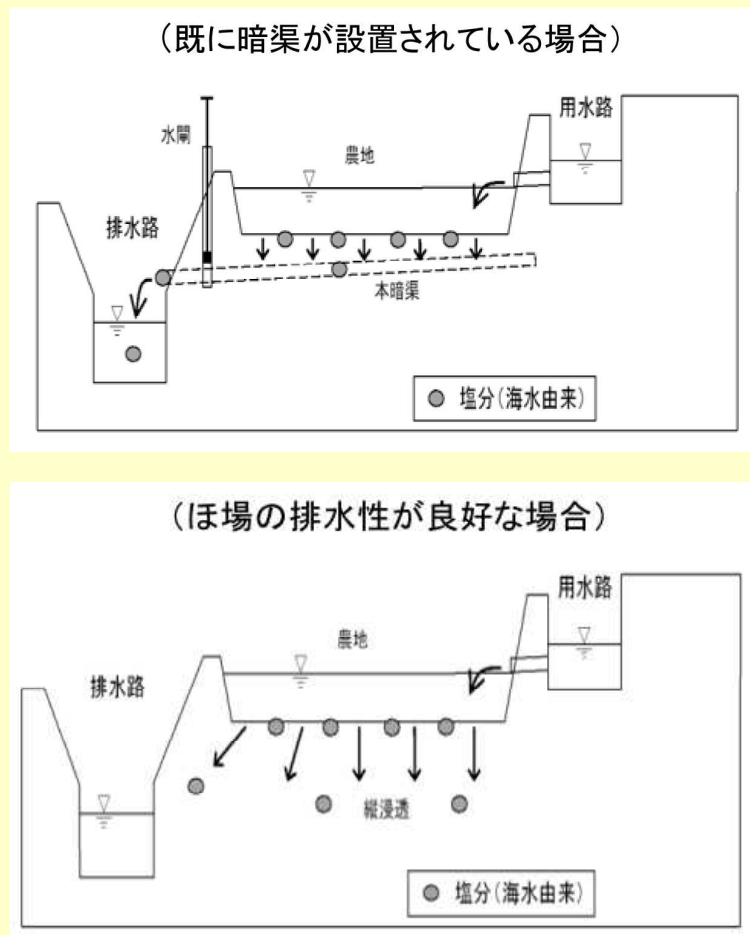 (既に暗渠が設置されている場合)
水閘
農地
用水路
排水路
本暗渠
塩分(海水由来)
(ほ場の排水性が良好な場合)
用水路
農地
排水路
縦浸透
塩分(海水由来)